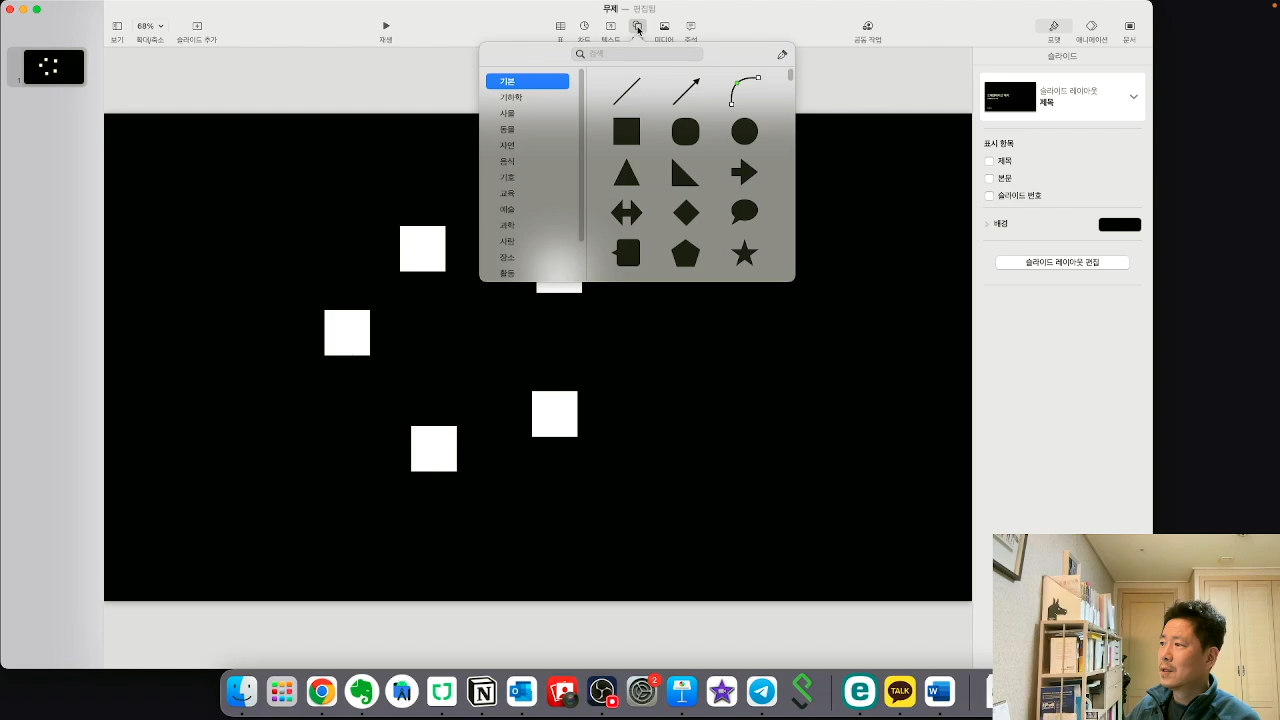 무제 — 편집됨
68%
보기
확대/축소
슬라이드 추가
재생
표
차트
텍스트
미디어
주석
공동 작업
포맷
애니메이션
문서
검색
기본
기하학
사물
동물
자연
음식
기호
교육
예술
과학
사람
장소
활동
1
슬라이드
슬라이드 레이아웃
제목
표시 항목
제목
본문
슬라이드 번호
배경
슬라이드 레이아웃 편집
2
TALK
W